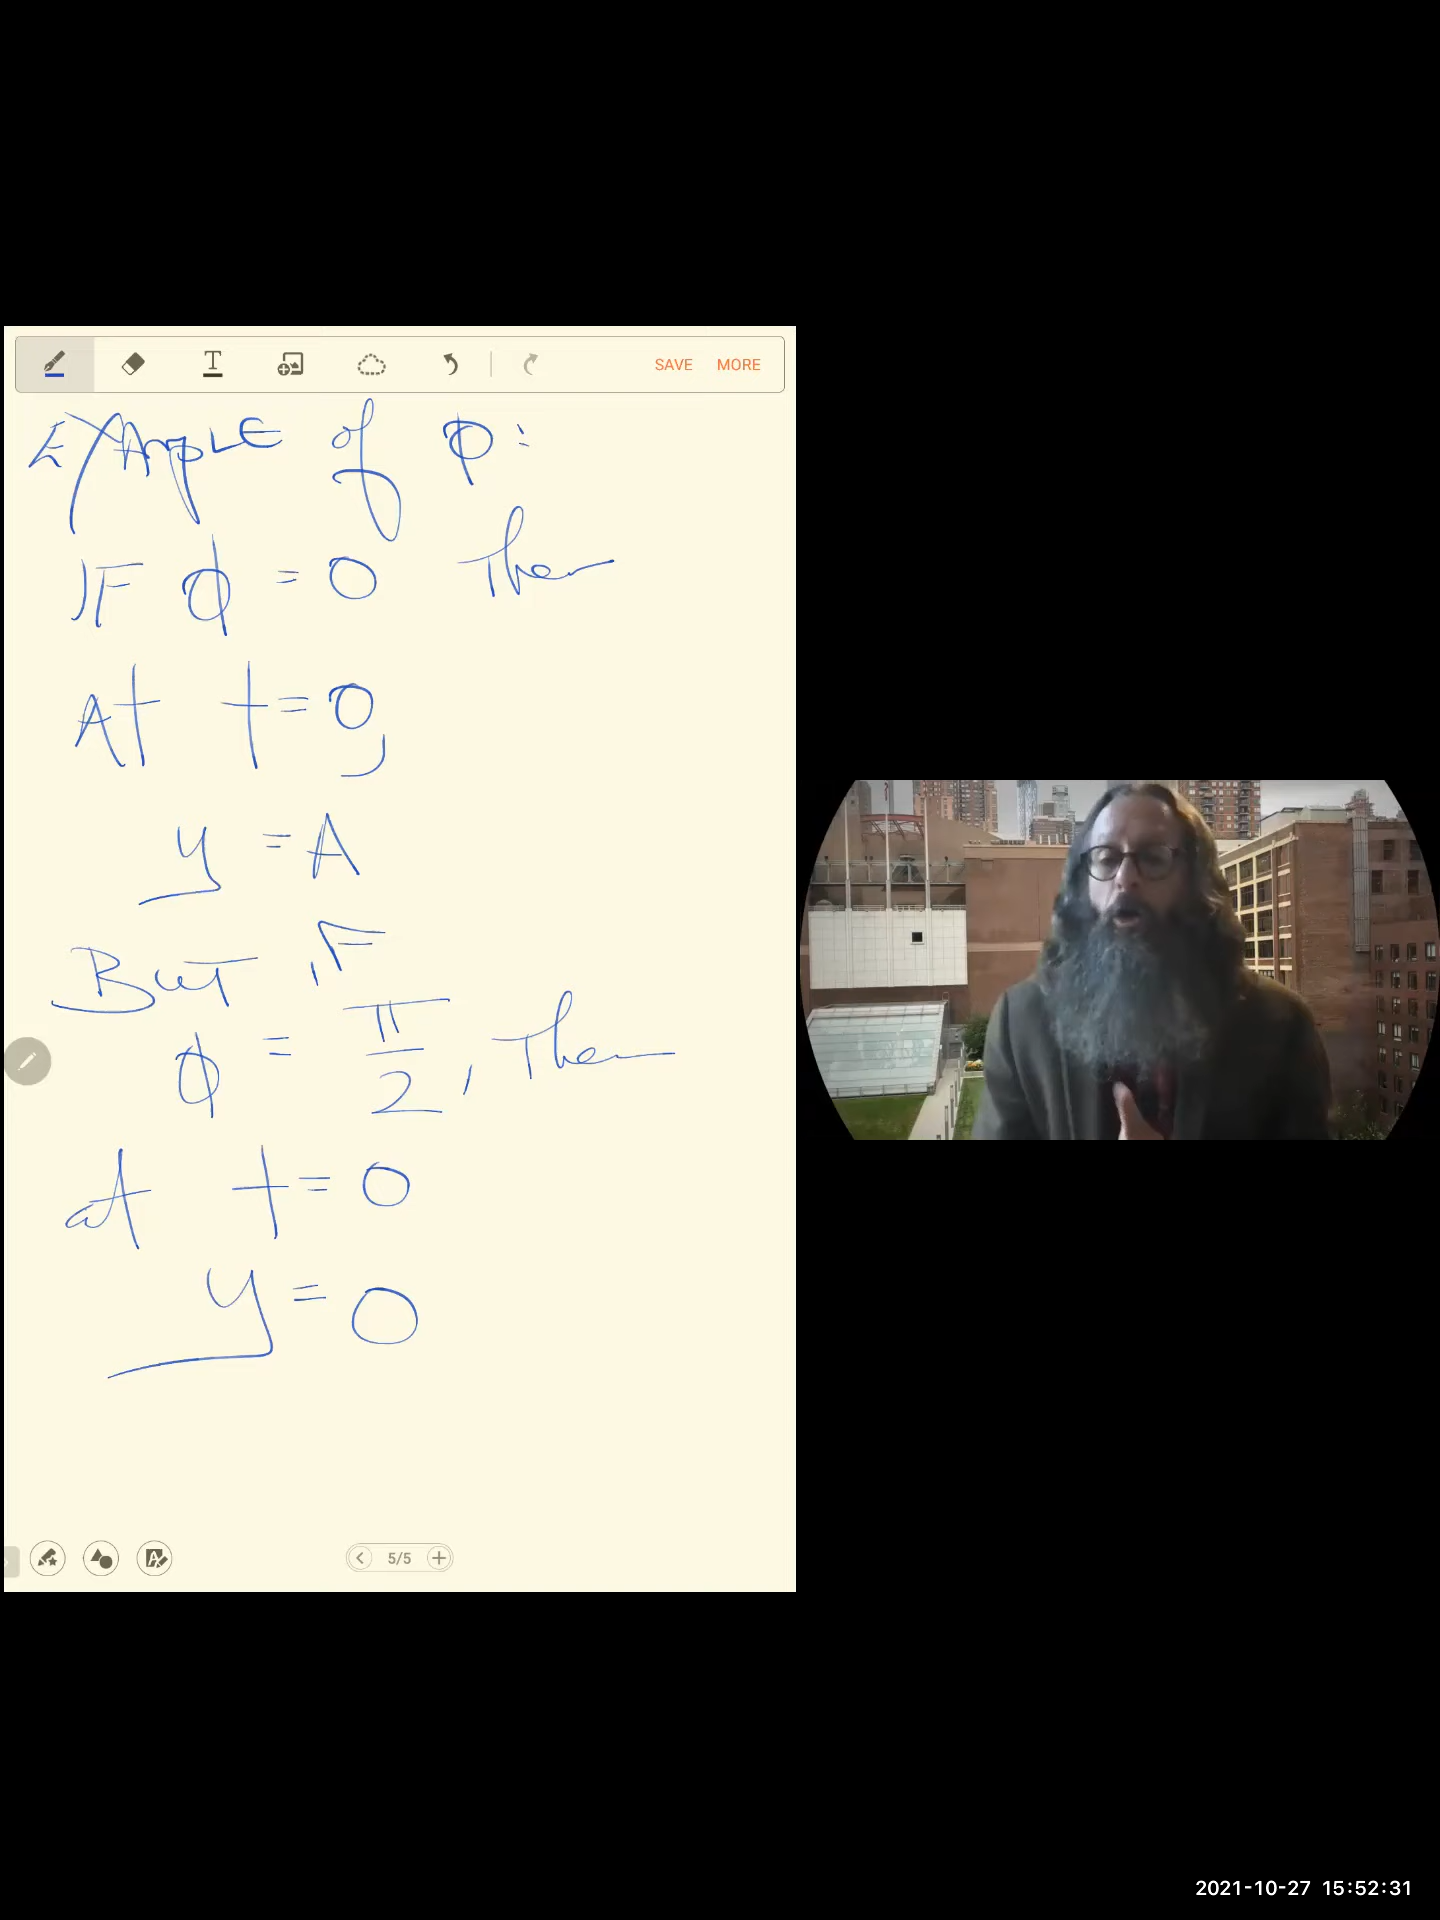 T
SAVE MORE
EXAmpLE of φ:
IF φ = 0 Then
At t = 0,
y = A
But iF
φ = π/2, Then
at t = 0
y = 0
A
5/5
2021-10-27 15:52:31